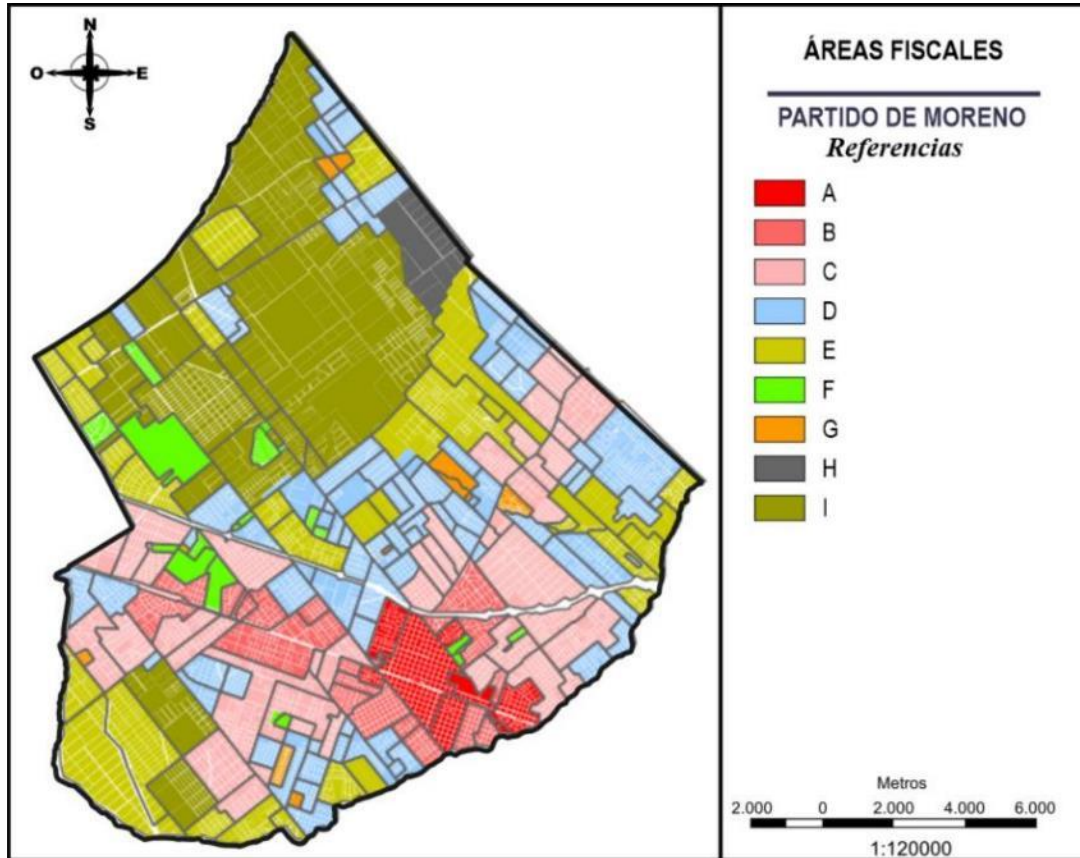 N
O E
S
ÁREAS FISCALES
PARTIDO DE MORENO
Referencias
A
B
C
D
E
F
G
H
I
Metros
2.000 0 2.000 4.000 6.000
1:120000